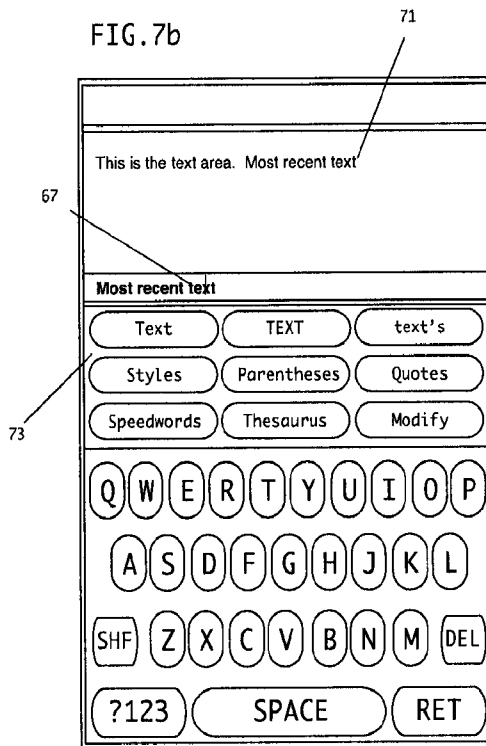 FIG.7b
71
This is the text area.  Most recent text
67
Most recent text
Text TEXT text's
Styles Parentheses Quotes
73
Speedwords Thesaurus Modify
Q W E R T Y U I O P
A S D F G H J K L
SHF Z X C V B N M DEL
?123 SPACE RET